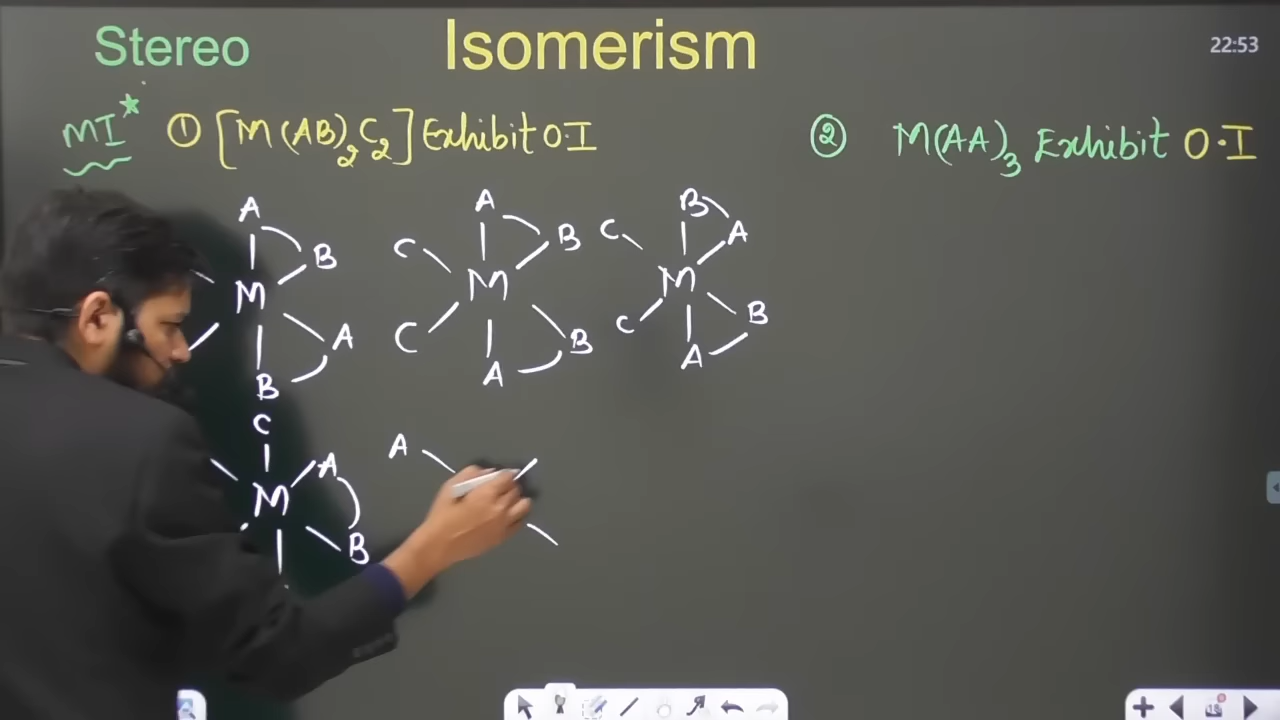 Stereo Isomerism
22:53
MI* ① [M(AB)₂C₂] Exhibit O.I
② M(AA)₃ Exhibit O.I
A A B
C C A
B B
M M M
A B
C C
B A
B A
C
A A
M
B